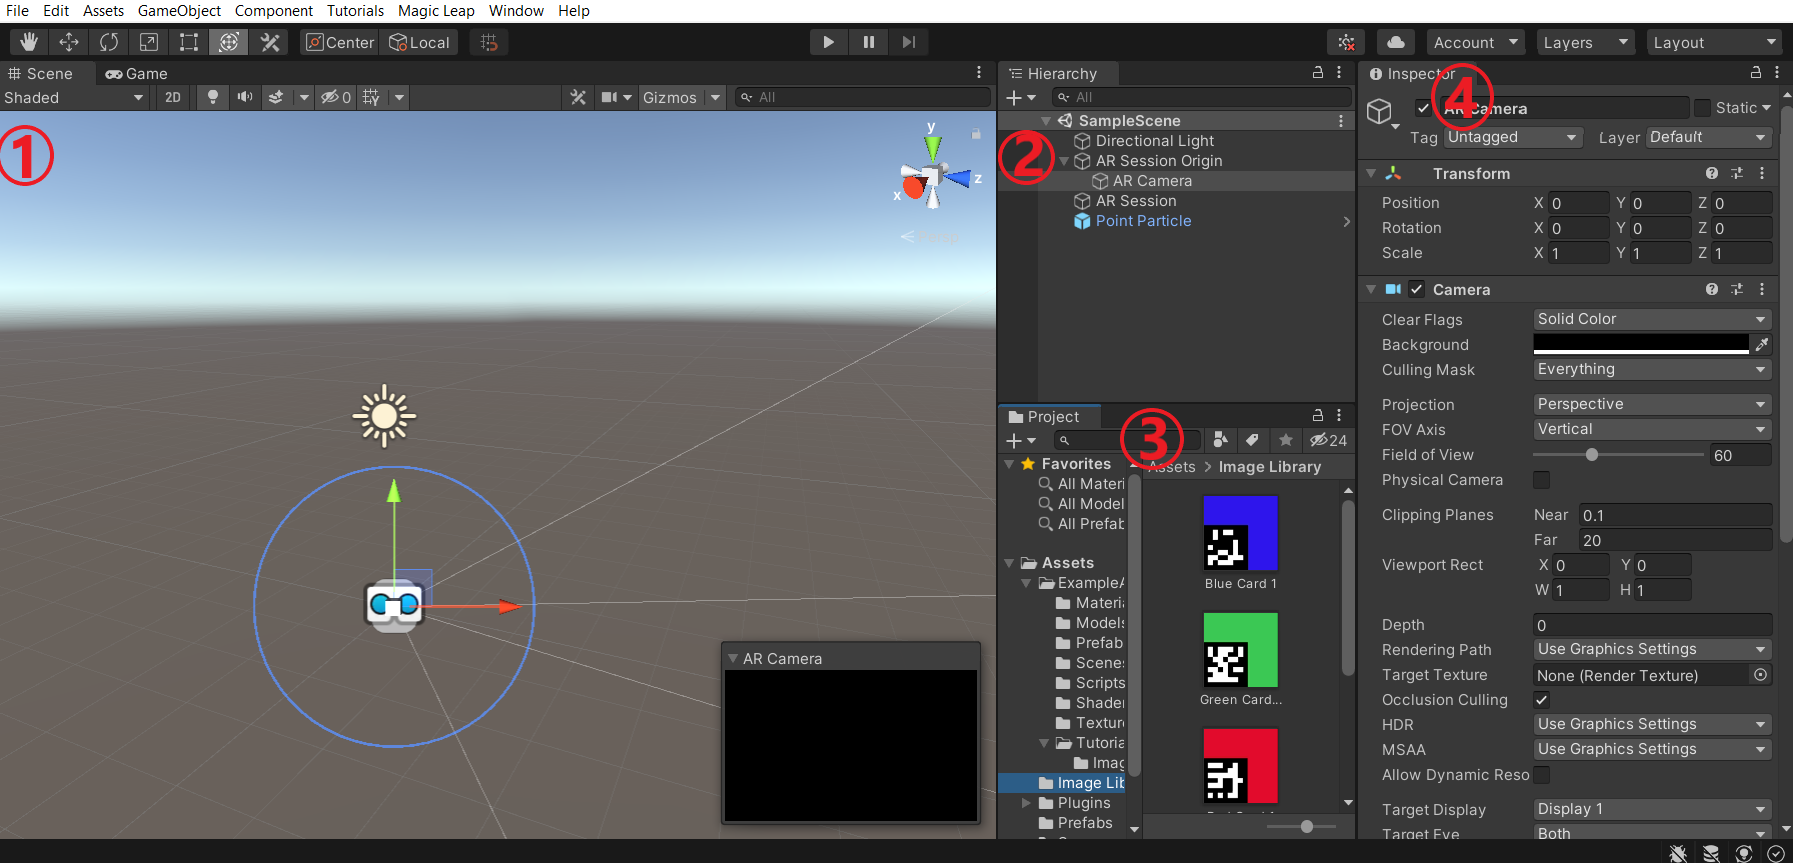 File Edit Assets GameObject Component Tutorials Magic Leap Window Help
Center Local Account Layers Layout
Scene Game
Shaded 2D 0 Gizmos All
①
y
x
z
AR Camera
Hierarchy
All
SampleScene
②
Directional Light
AR Session Origin
AR Camera
AR Session
Point Particle
Project
③
24
Favorites
All Materi
All Model
All Prefab
Assets
ExampleA
Materia
Models
Prefab
Scenes
Scripts
Shader
Texture
Tutoria
Imag
Image Lib
Plugins
Prefabs
Assets > Image Library
Blue Card 1
Green Card...
Inspector
④
AR Camera Static
Tag Untagged Layer Default
Transform
Position X 0 Y 0 Z 0
Rotation X 0 Y 0 Z 0
Scale X 1 Y 1 Z 1
Camera
Clear Flags Solid Color
Background
Culling Mask Everything
Projection Perspective
FOV Axis Vertical
Field of View 60
Physical Camera
Clipping Planes Near 0.1
Far 20
Viewport Rect X 0 Y 0
W 1 H 1
Depth 0
Rendering Path Use Graphics Settings
Target Texture None (Render Texture)
Occlusion Culling
HDR Use Graphics Settings
MSAA Use Graphics Settings
Allow Dynamic Reso
Target Display Display 1
Target Eye Both